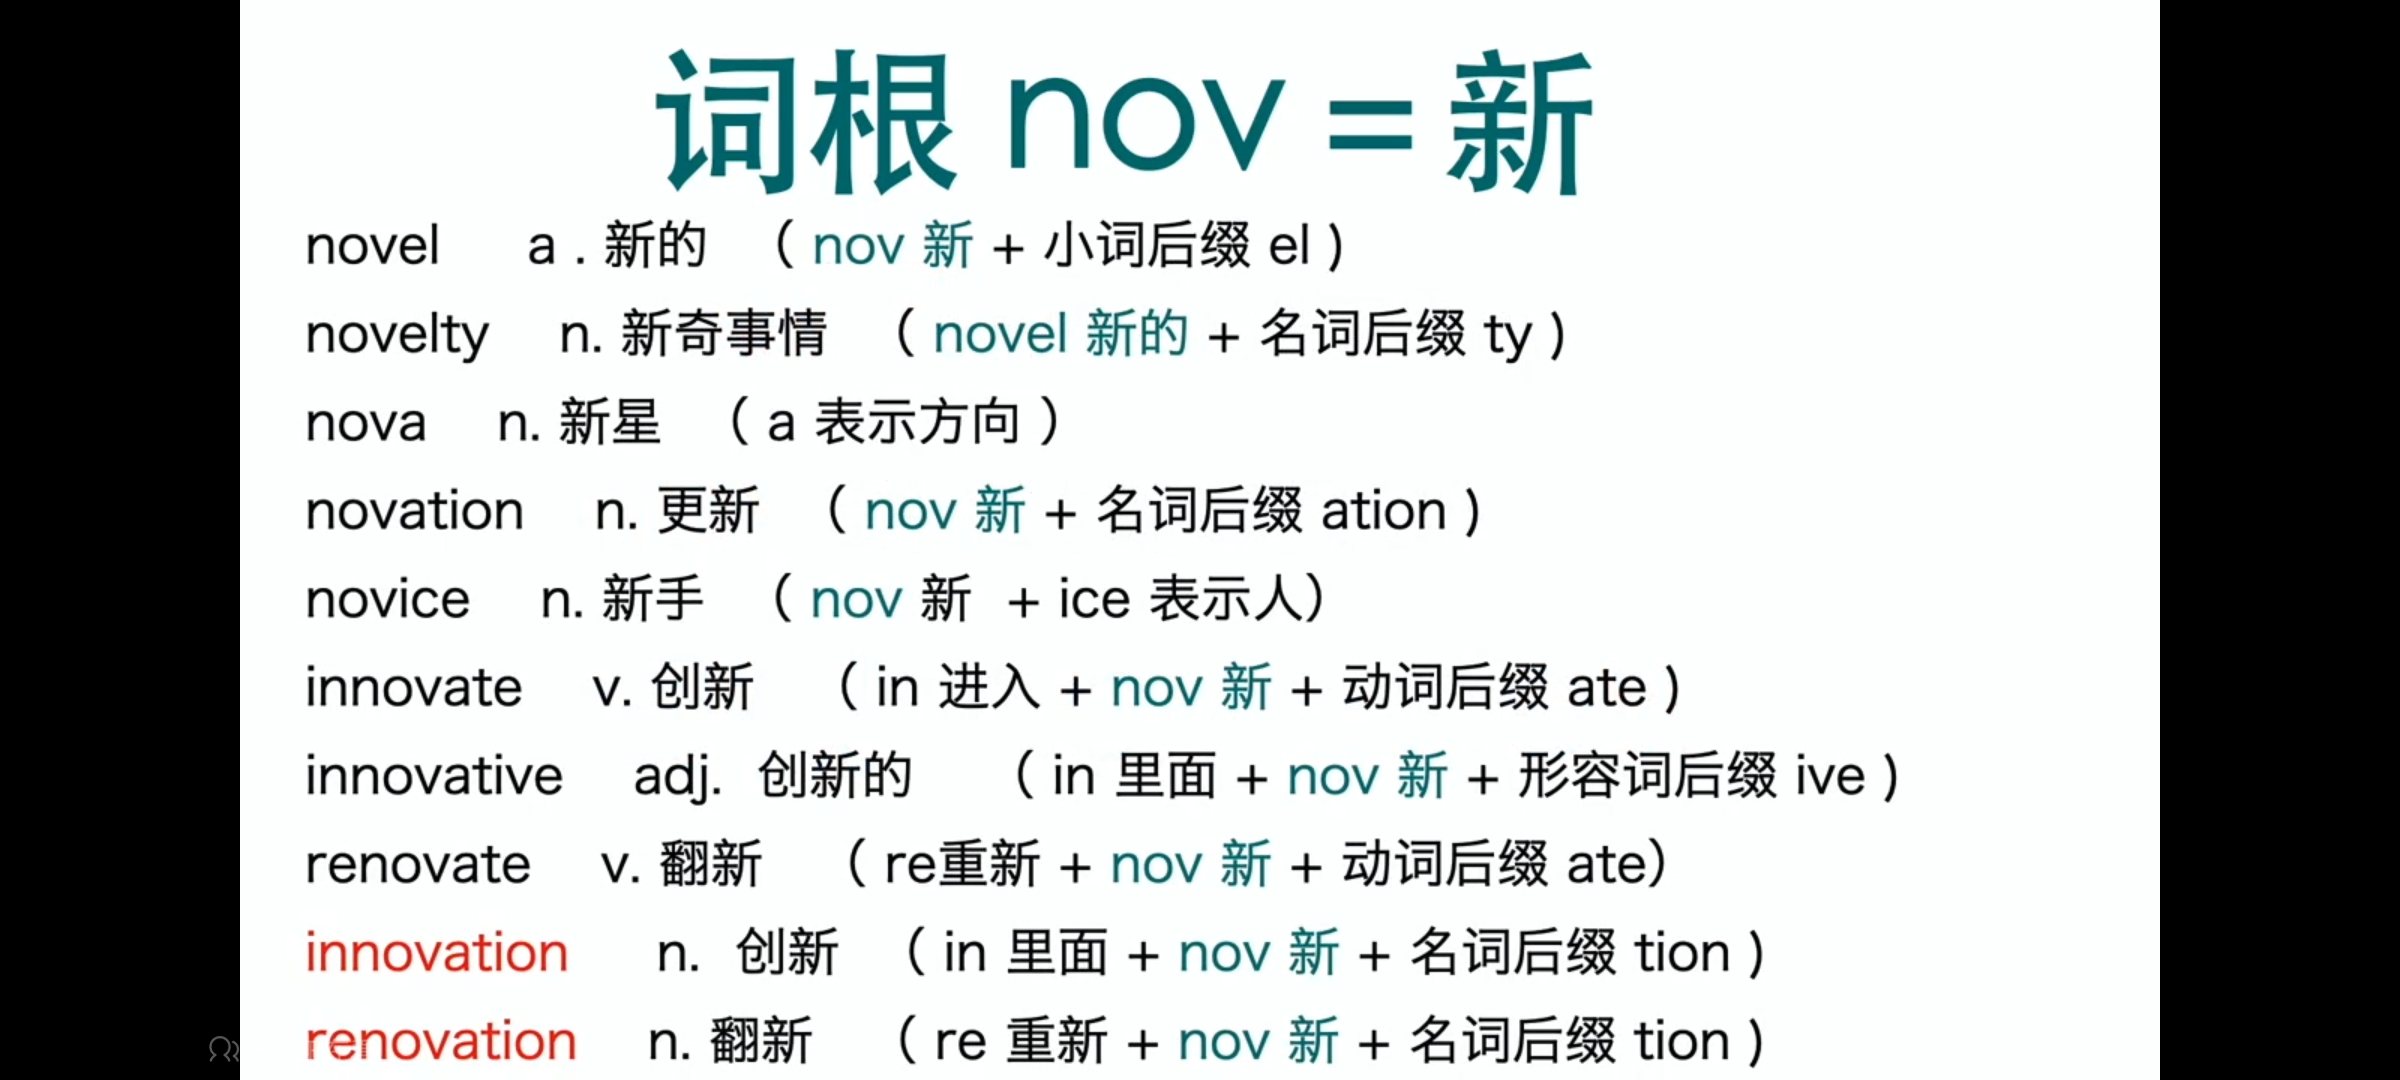 词根 nov = 新
novel a . 新的 （ nov 新 + 小词后缀 el ）
novelty n. 新奇事情 （ novel 新的 + 名词后缀 ty ）
nova n. 新星 （ a 表示方向 ）
novation n. 更新 （ nov 新 + 名词后缀 ation ）
novice n. 新手 （ nov 新 + ice 表示人）
innovate v. 创新 （ in 进入 + nov 新 + 动词后缀 ate ）
innovative adj. 创新的 （ in 里面 + nov 新 + 形容词后缀 ive ）
renovate v. 翻新 （ re重新 + nov 新 + 动词后缀 ate）
innovation n. 创新 （ in 里面 + nov 新 + 名词后缀 tion ）
renovation n. 翻新 （ re 重新 + nov 新 + 名词后缀 tion ）